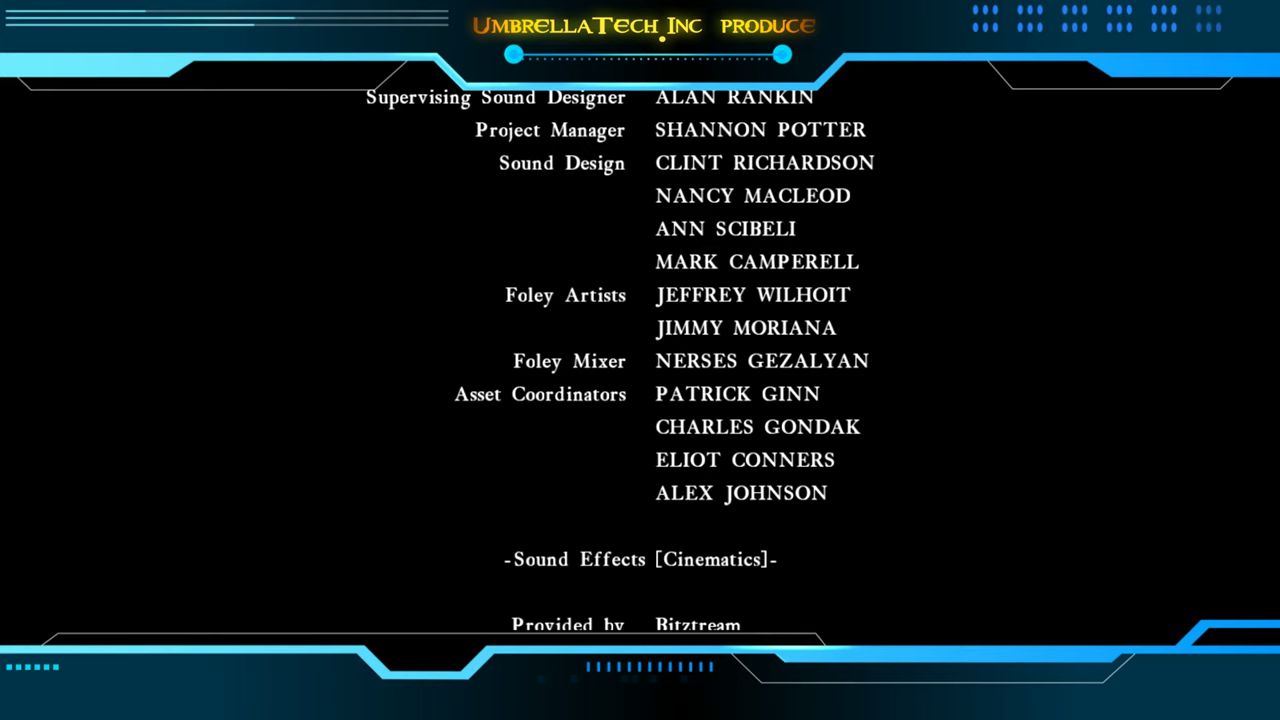 UmbrellaTech.Inc produce
Supervising Sound Designer ALAN RANKIN
Project Manager SHANNON POTTER
Sound Design CLINT RICHARDSON
NANCY MACLEOD
ANN SCIBELI
MARK CAMPERELL
Foley Artists JEFFREY WILHOIT
JIMMY MORIANA
Foley Mixer NERSES GEZALYAN
Asset Coordinators PATRICK GINN
CHARLES GONDAK
ELIOT CONNERS
ALEX JOHNSON
-Sound Effects [Cinematics]-
Provided by Bitztream